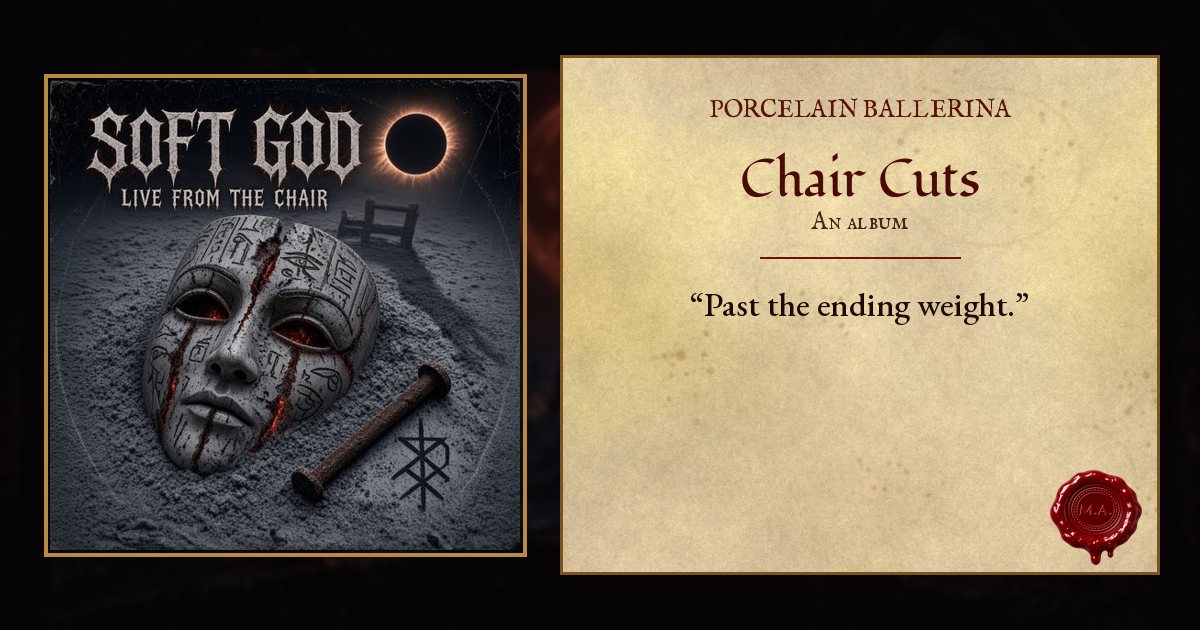 SOFT GOD
LIVE FROM THE CHAIR
PORCELAIN BALLERINA
Chair Cuts
An album
“Past the ending weight.”
M.A.